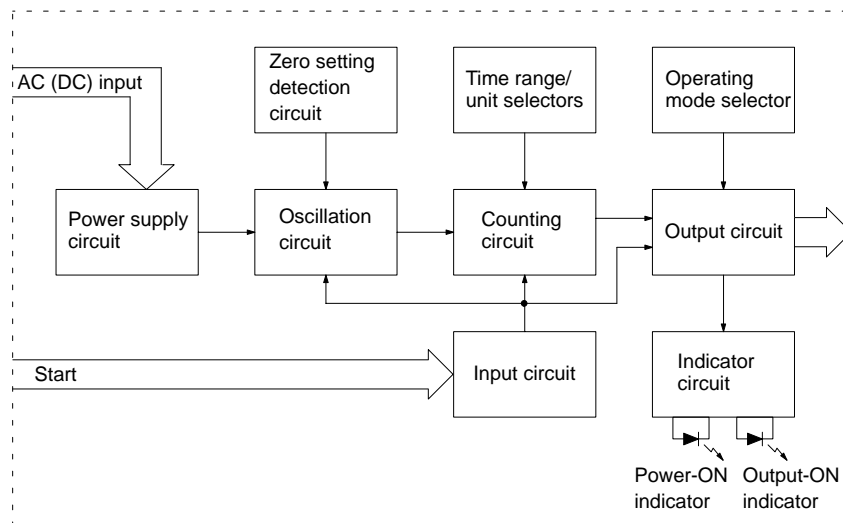 AC (DC) input
Zero setting
detection
circuit
Time range/
unit selectors
Operating
mode selector
Power supply
circuit
Oscillation
circuit
Counting
circuit
Output circuit
Start
Input circuit
Indicator
circuit
Power-ON
indicator
Output-ON
indicator